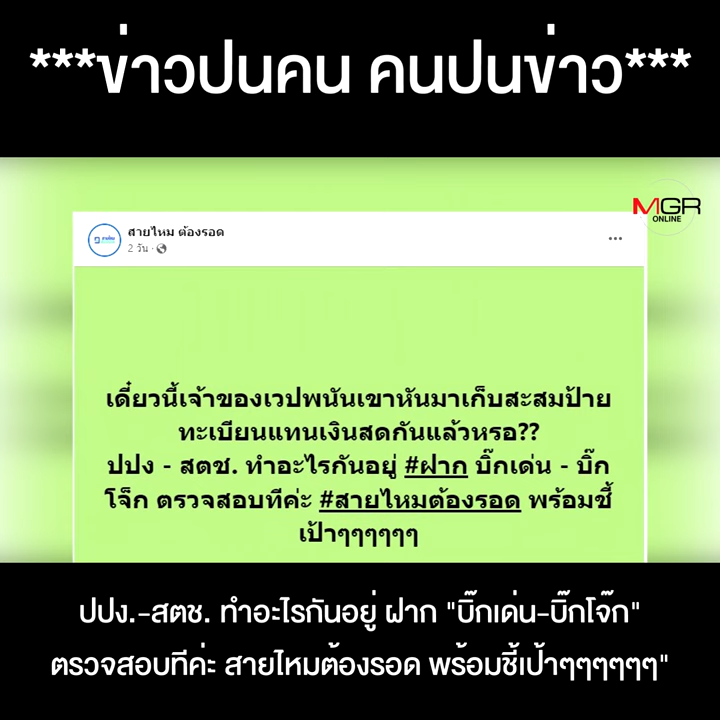 ***ข่าวปนคน คนปนข่าว***
MGR
ONLINE
สายไหม ต้องรอด
2 วัน ·
เดี๋ยวนี้เจ้าของเวปพนันเขาหันมาเก็บสะสมป้าย
ทะเบียนแทนเงินสดกันแล้วหรอ??
ปปง - สตช. ทำอะไรกันอยู่ #ฝาก บิ๊กเด่น - บิ๊ก
โจ็ก ตรวจสอบทีค่ะ #สายไหมต้องรอด พร้อมชี้
เป้าๆๆๆๆๆๆ
ปปง.-สตช. ทำอะไรกันอยู่ ฝาก "บิ๊กเด่น-บิ๊กโจ๊ก"
ตรวจสอบทีค่ะ สายไหมต้องรอด พร้อมชี้เป้าๆๆๆๆๆๆ"